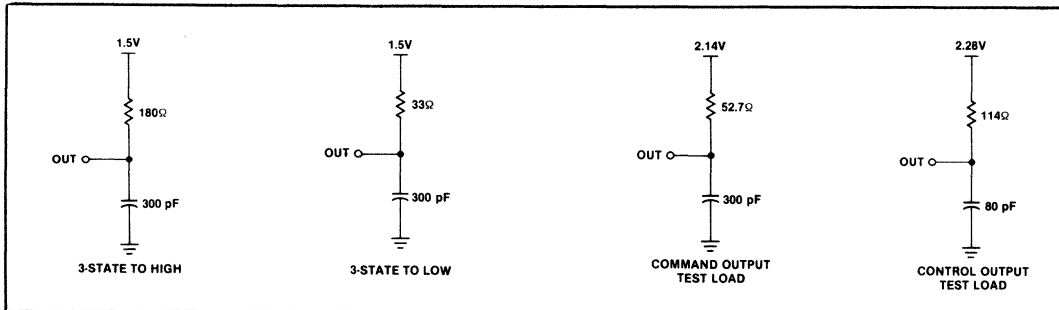 1.5V
180Ω
OUT
300 pF
3-STATE TO HIGH
1.5V
33Ω
OUT
300 pF
3-STATE TO LOW
2.14V
52.7Ω
OUT
300 pF
COMMAND OUTPUT
TEST LOAD
2.28V
114Ω
OUT
80 pF
CONTROL OUTPUT
TEST LOAD